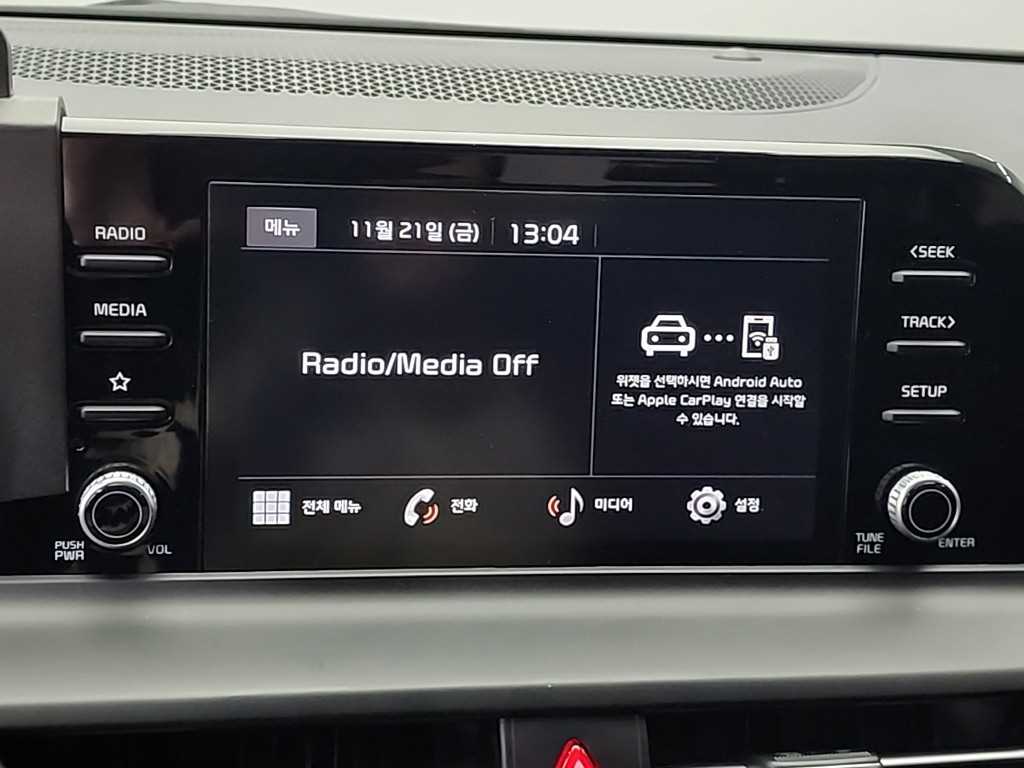 RADIO
MEDIA
PUSH
PWR
VOL
메뉴 11월 21일 (금) 13:04
Radio/Media Off
위젯을 선택하시면 Android Auto
또는 Apple CarPlay 연결을 시작할
수 있습니다.
전체 메뉴 전화 미디어 설정
<SEEK
TRACK>
SETUP
TUNE
FILE
ENTER